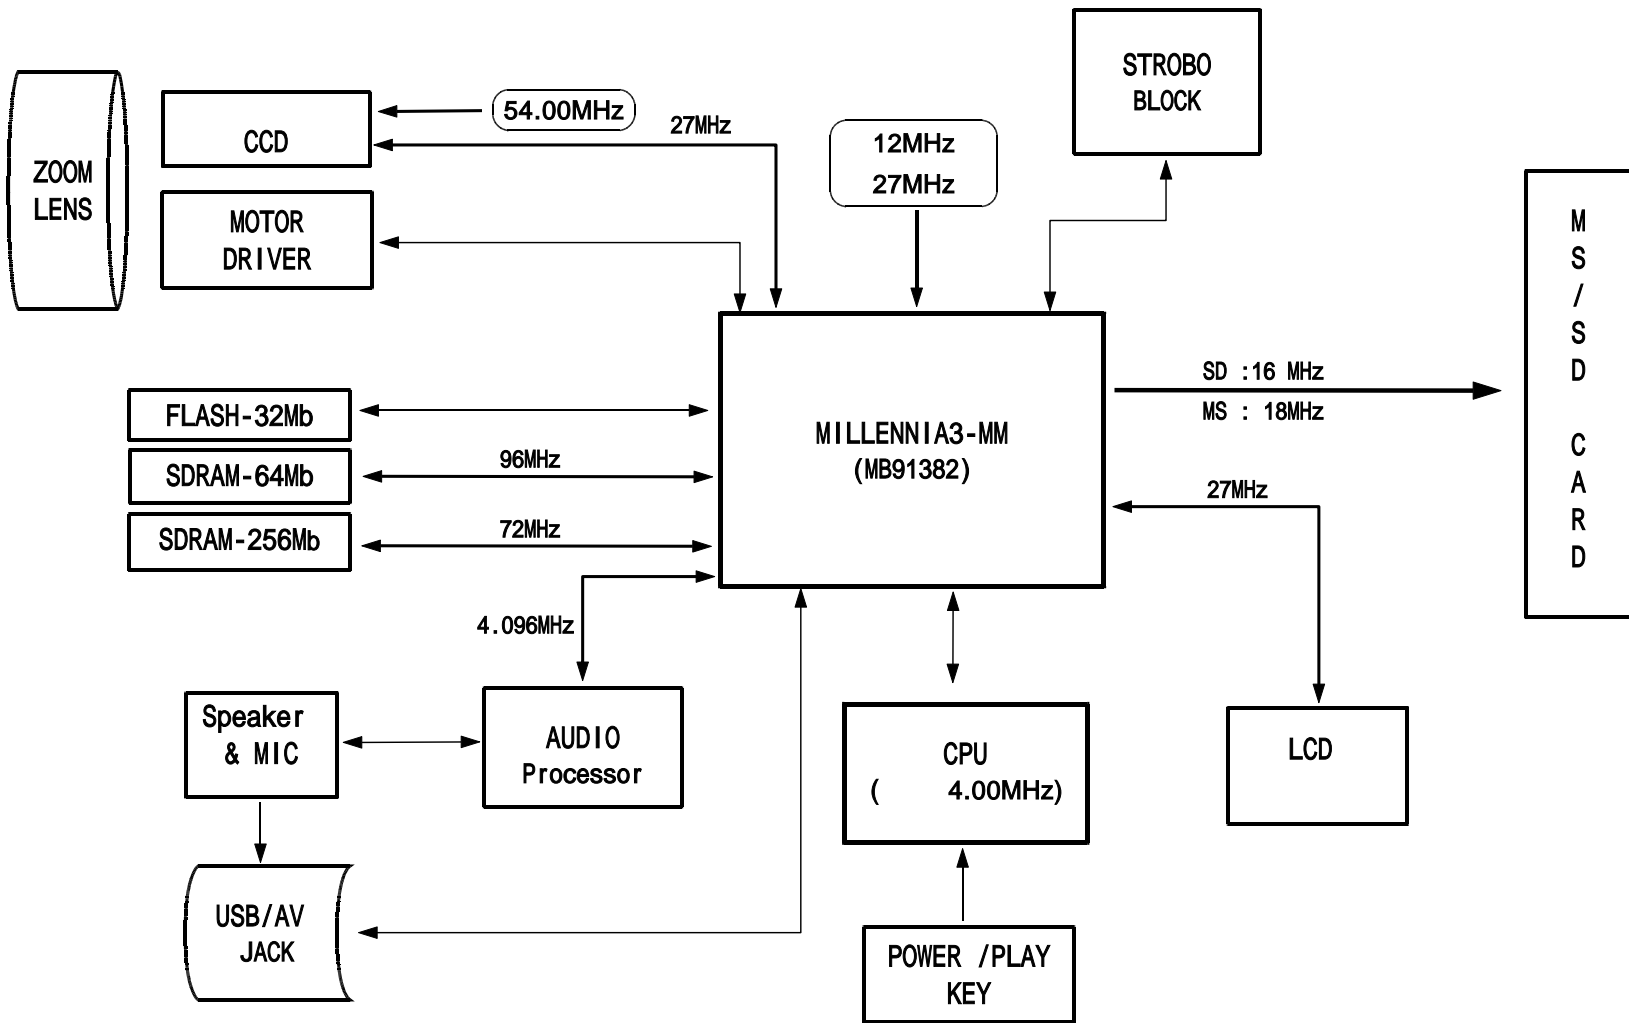 STROBO
BLOCK
54.00MHz
27MHz
CCD
12MHz
27MHz
ZOOM
LENS
MOTOR
DRIVER
M
S
/
S
D
C
A
R
D
SD :16 MHz
MS : 18MHz
FLASH-32Mb
MILLENNIA3-MM
(MB91382)
96MHz
SDRAM-64Mb
27MHz
72MHz
SDRAM-256Mb
4.096MHz
Speaker
& MIC
AUDIO
Processor
CPU
( 4.00MHz)
LCD
USB/AV
JACK
POWER /PLAY
KEY